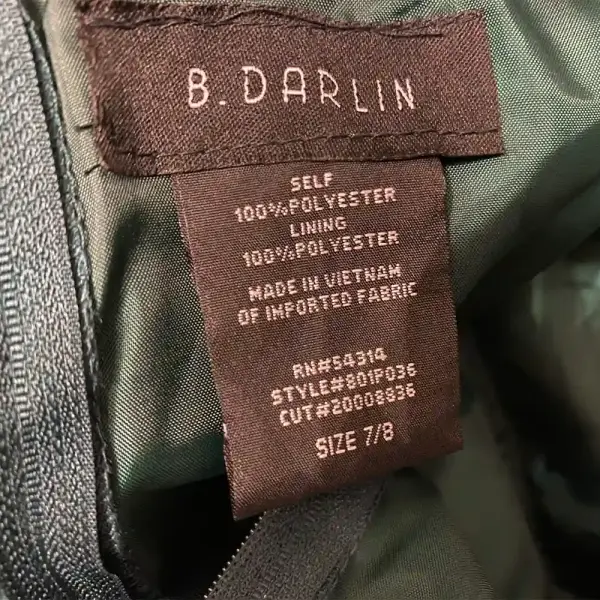 B. DARLIN
SELF
100%POLYESTER
LINING
100%POLYESTER
MADE IN VIETNAM
OF IMPORTED FABRIC
RN#54314
STYLE#801P036
CUT#20008836
SIZE 7/8